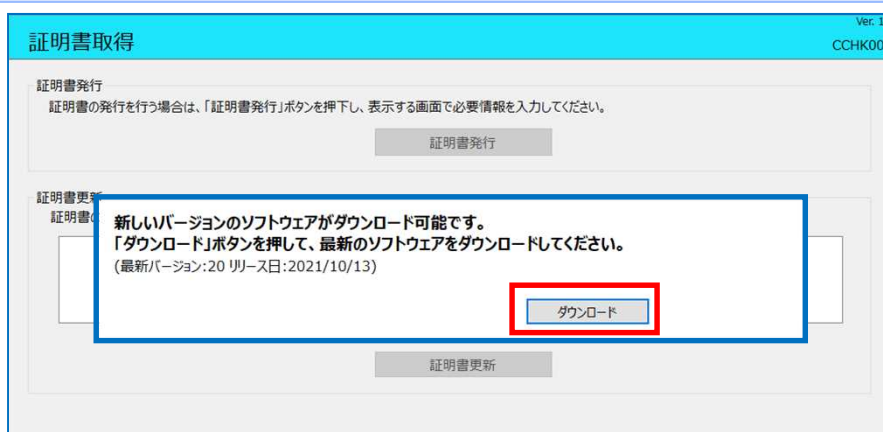 Ver. 1
証明書取得
CCHK00
証明書発行
証明書の発行を行う場合は、「証明書発行」ボタンを押下し、表示する画面で必要情報を入力してください。
証明書発行
証明書更新
証明書の
新しいバージョンのソフトウェアがダウンロード可能です。
「ダウンロード」ボタンを押して、最新のソフトウェアをダウンロードしてください。
(最新バージョン:20 リリース日:2021/10/13)
ダウンロード
証明書更新